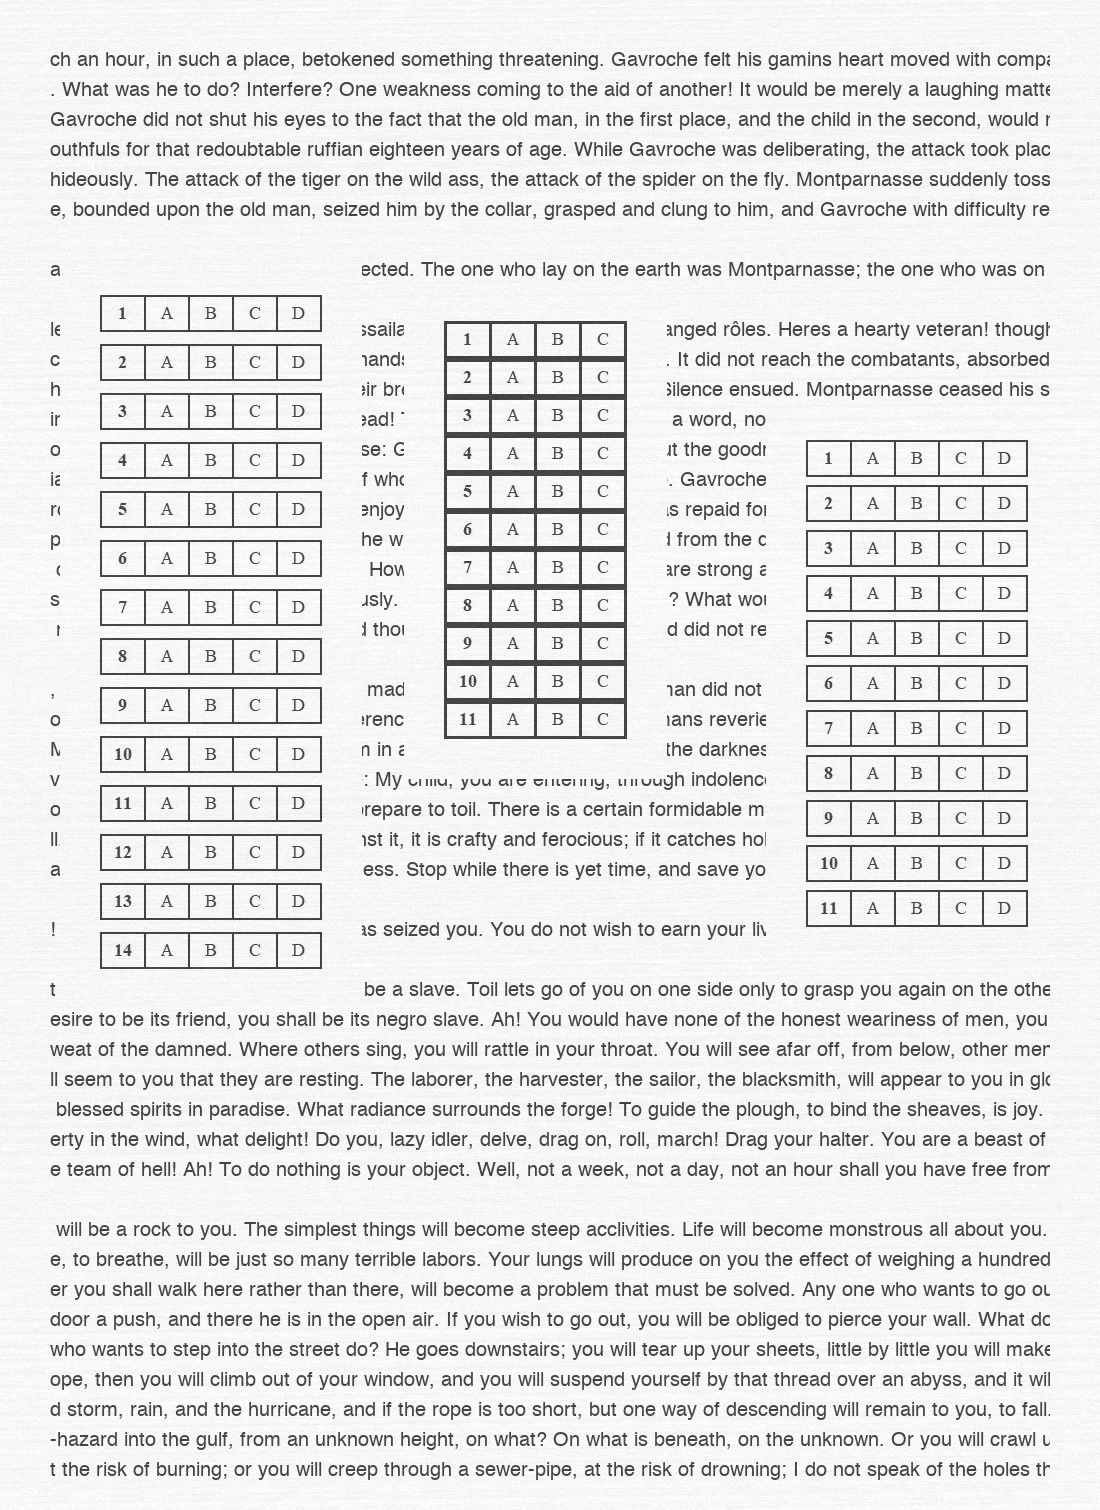 ch an hour, in such a place, betokened something threatening. Gavroche felt his gamins heart moved with compa
. What was he to do? Interfere? One weakness coming to the aid of another! It would be merely a laughing matte
Gavroche did not shut his eyes to the fact that the old man, in the first place, and the child in the second, would
outhfuls for that redoubtable ruffian eighteen years of age. While Gavroche was deliberating, the attack took plac
hideously. The attack of the tiger on the wild ass, the attack of the spider on the fly. Montparnasse suddenly toss
e, bounded upon the old man, seized him by the collar, grasped and clung to him, and Gavroche with difficulty re
a ected. The one who lay on the earth was Montparnasse; the one who was on
le ssaila anged rôles. Heres a hearty veteran! though
c hands . It did not reach the combatants, absorbed
h eir bre Silence ensued. Montparnasse ceased his s
in ead! a word, no
o se: G ut the good
ia f who . Gavroche
ro enjoy s repaid for
p he w d from the
How are strong a
s usly. ? What wou
d thou d did not re
, made nan did not
o erenc nans reverie
M n in a the darknes
v : My child, you are entering, through indolence
o prepare to toil. There is a certain formidable m
ll nst it, it is crafty and ferocious; if it catches hol
a ess. Stop while there is yet time, and save yo
! as seized you. You do not wish to earn your liv
t be a slave. Toil lets go of you on one side only to grasp you again on the othe
1 A B C D
2 A B C D
3 A B C D
4 A B C D
5 A B C D
6 A B C D
7 A B C D
8 A B C D
9 A B C D
10 A B C D
11 A B C D
12 A B C D
13 A B C D
14 A B C D
1 A B C
2 A B C
3 A B C
4 A B C
5 A B C
6 A B C
7 A B C
8 A B C
9 A B C
10 A B C
11 A B C
1 A B C D
2 A B C D
3 A B C D
4 A B C D
5 A B C D
6 A B C D
7 A B C D
8 A B C D
9 A B C D
10 A B C D
11 A B C D
esire to be its friend, you shall be its negro slave. Ah! You would have none of the honest weariness of men, you
weat of the damned. Where others sing, you will rattle in your throat. You will see afar off, from below, other men
ll seem to you that they are resting. The laborer, the harvester, the sailor, the blacksmith, will appear to you in glo
blessed spirits in paradise. What radiance surrounds the forge! To guide the plough, to bind the sheaves, is joy.
erty in the wind, what delight! Do you, lazy idler, delve, drag on, roll, march! Drag your halter. You are a beast of
e team of hell! Ah! To do nothing is your object. Well, not a week, not a day, not an hour shall you have free from
will be a rock to you. The simplest things will become steep acclivities. Life will become monstrous all about you.
e, to breathe, will be just so many terrible labors. Your lungs will produce on you the effect of weighing a hundred
er you shall walk here rather than there, will become a problem that must be solved. Any one who wants to go ou
door a push, and there he is in the open air. If you wish to go out, you will be obliged to pierce your wall. What do
who wants to step into the street do? He goes downstairs; you will tear up your sheets, little by little you will make
ope, then you will climb out of your window, and you will suspend yourself by that thread over an abyss, and it wil
d storm, rain, and the hurricane, and if the rope is too short, but one way of descending will remain to you, to fall.
-hazard into the gulf, from an unknown height, on what? On what is beneath, on the unknown. Or you will crawl u
t the risk of burning; or you will creep through a sewer-pipe, at the risk of drowning; I do not speak of the holes th